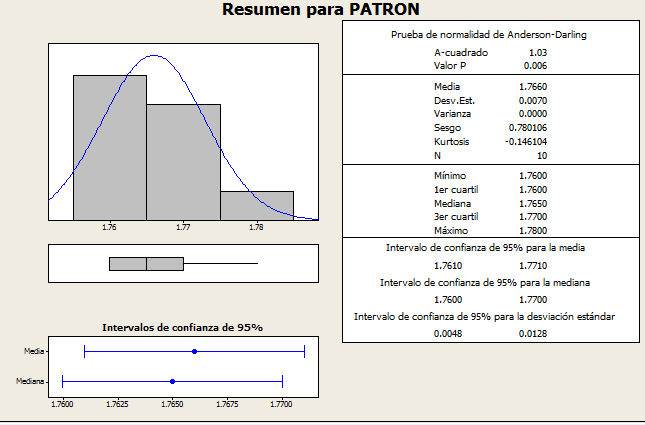 Resumen para PATRON
1.76 1.77 1.78
Intervalos de confianza de 95%
Media
Mediana
1.7600 1.7625 1.7650 1.7675 1.7700
Prueba de normalidad de Anderson-Darling
A-cuadrado 1.03
Valor P 0.006
Media 1.7660
Desv.Est. 0.0070
Varianza 0.0000
Sesgo 0.780106
Kurtosis -0.146104
N 10
Mínimo 1.7600
1er cuartil 1.7600
Mediana 1.7650
3er cuartil 1.7700
Máximo 1.7800
Intervalo de confianza de 95% para la media
1.7610 1.7710
Intervalo de confianza de 95% para la mediana
1.7600 1.7700
Intervalo de confianza de 95% para la desviación estándar
0.0048 0.0128